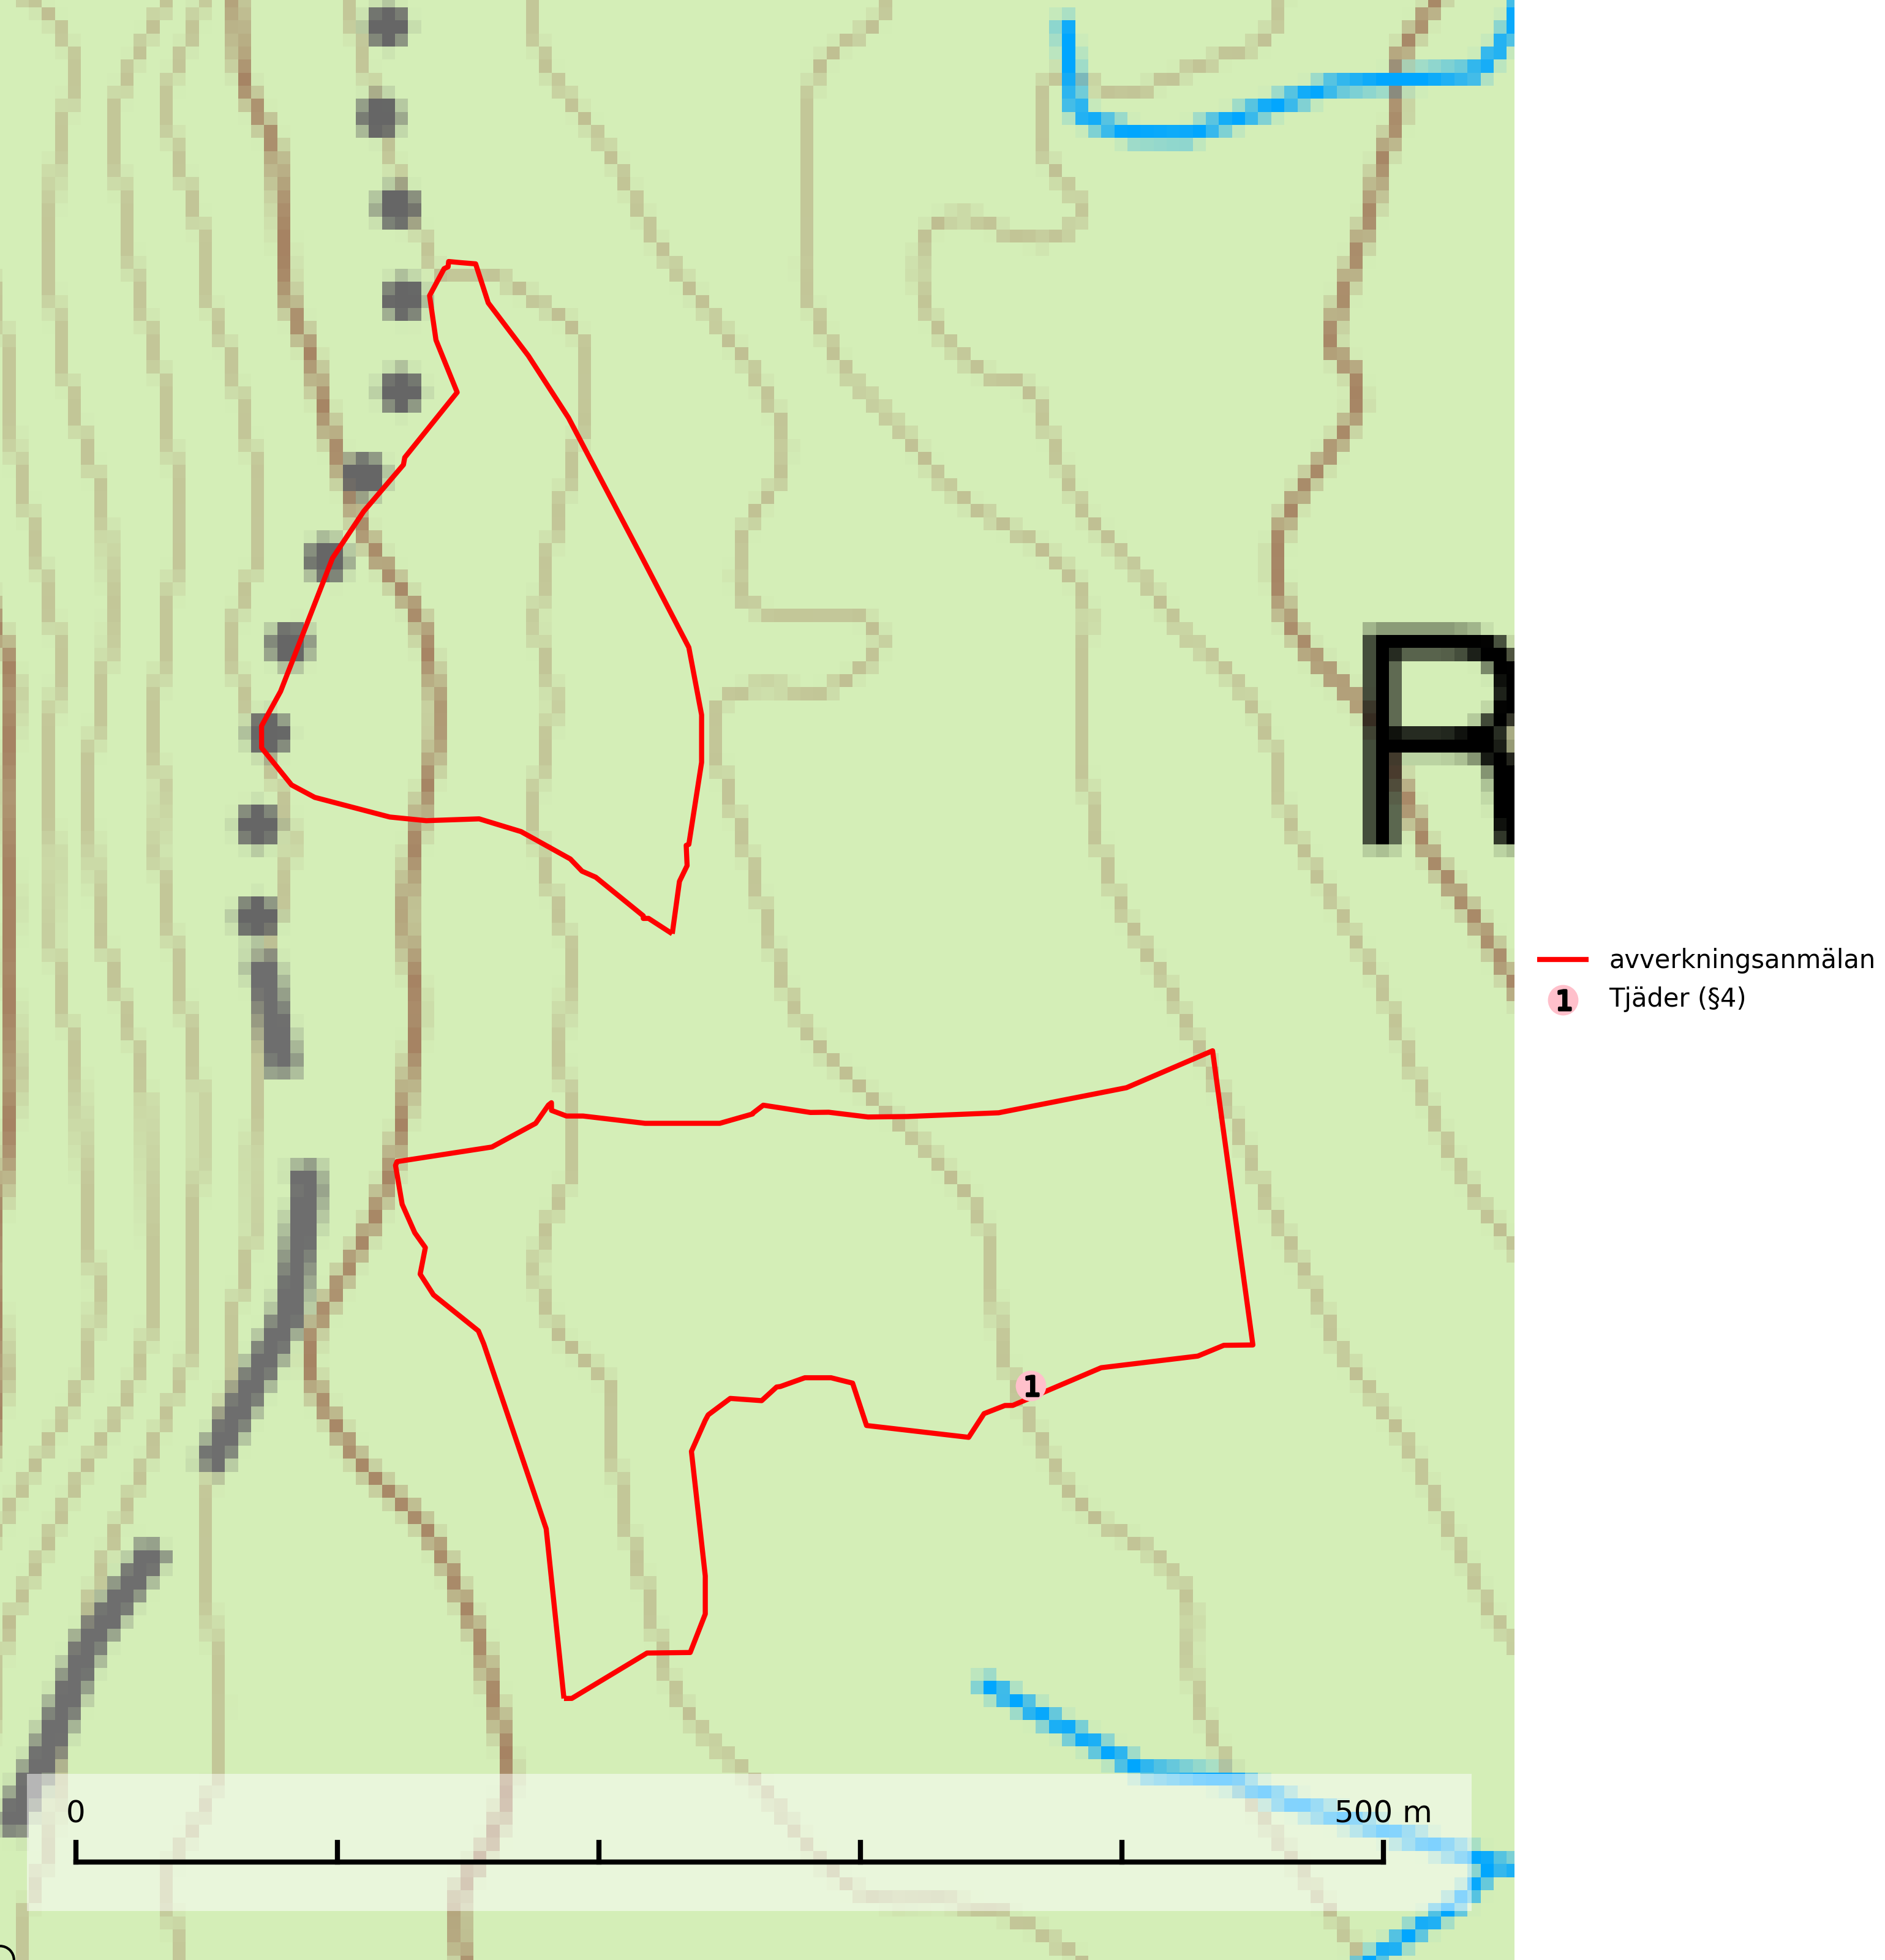 R
avverkningsanmälan
1 Tjäder (§4)
1
0 500 m